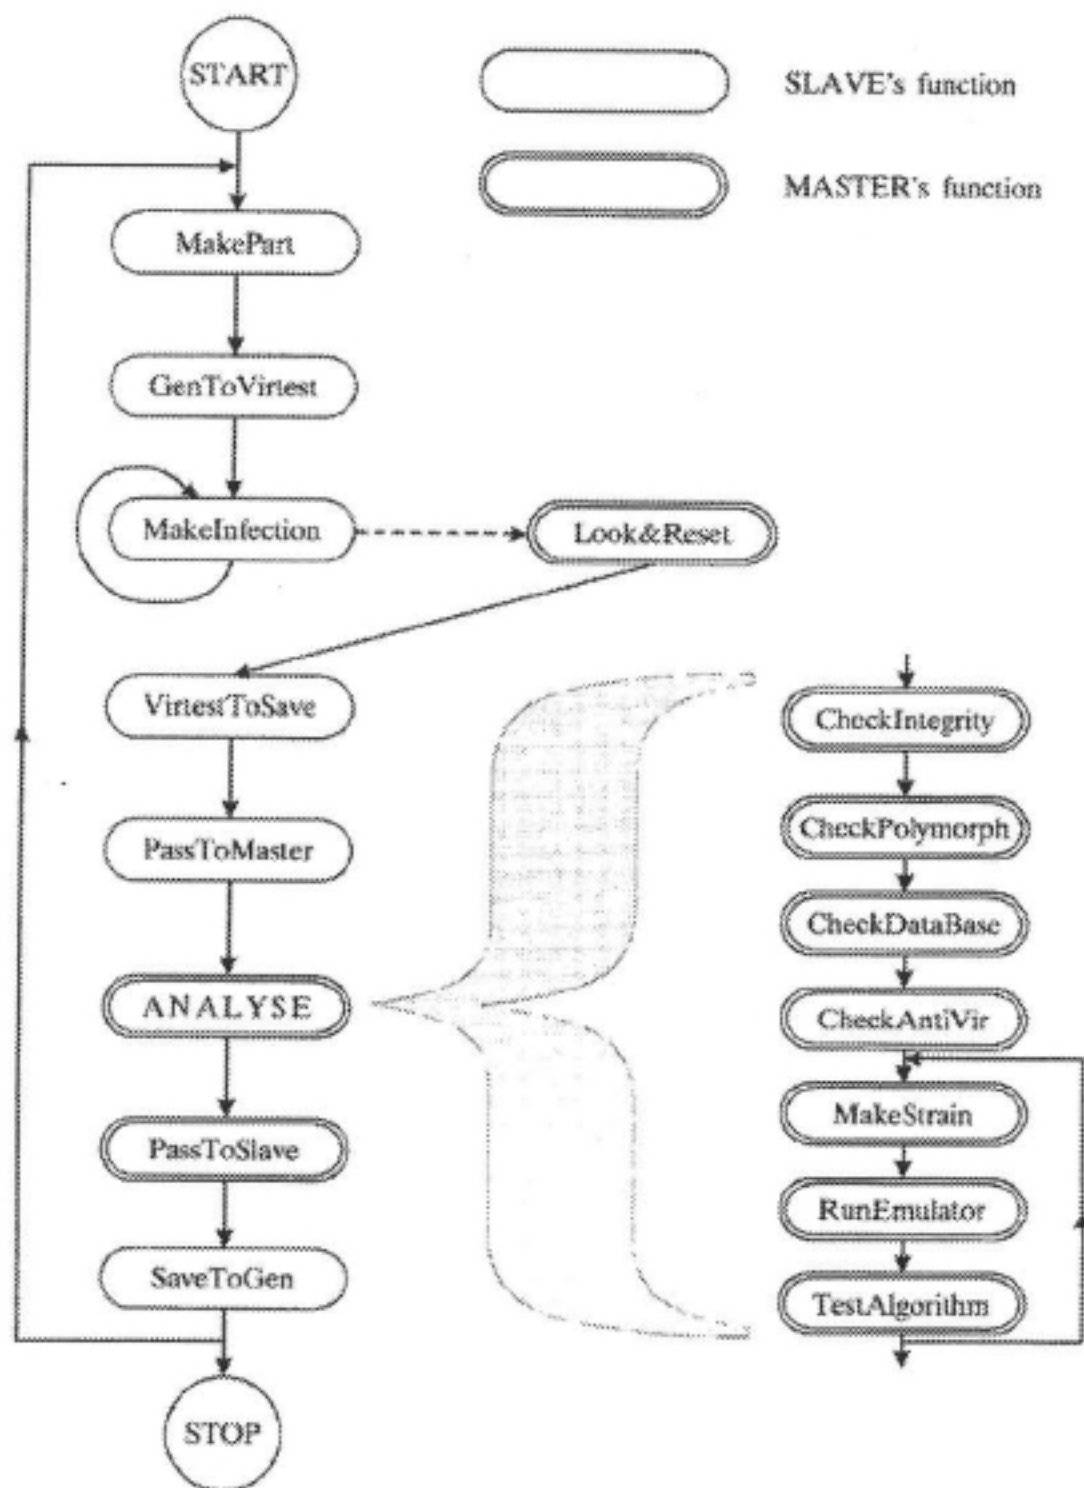 START
SLAVE's function
MASTER's function
MakePart
GenToVirtest
MakeInfection
Look&Reset
VirtestToSave
PassToMaster
ANALYSE
PassToSlave
SaveToGen
STOP
CheckIntegrity
CheckPolymorph
CheckDataBase
CheckAntiVir
MakeStrain
RunEmulator
TestAlgorithm